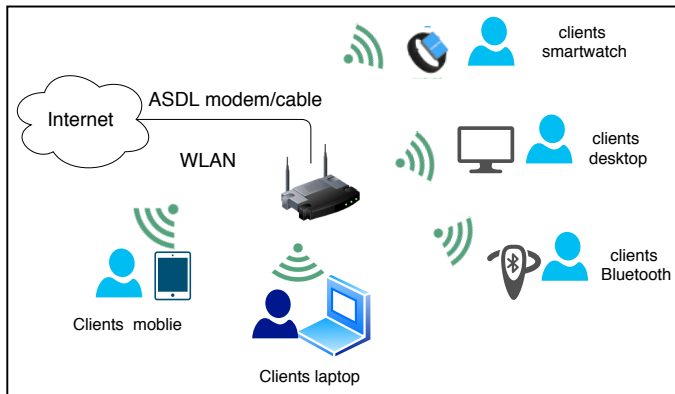 clients
smartwatch
ASDL modem/cable
Internet
WLAN
clients
desktop
clients
Bluetooth
Clients  moblie
Clients laptop